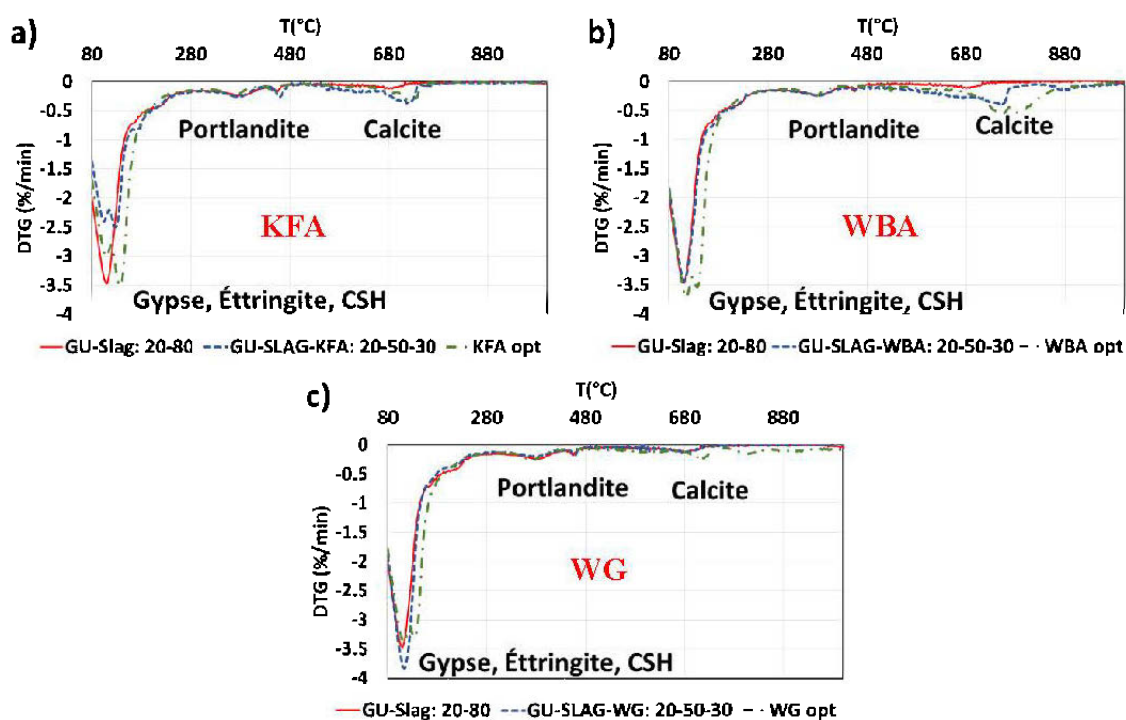 a)
T(°C)
80 280 480 680 880
0
-0.5
-1
-1.5
-2
-2.5
-3
-3.5
-4
DTG (%/min)
Portlandite Calcite
KFA
Gypse, Éttringite, CSH
GU-Slag: 20-80 GU-SLAG-KFA: 20-50-30 KFA opt
b)
T(°C)
80 280 480 680 880
0
-0.5
-1
-1.5
-2
-2.5
-3
-3.5
-4
DTG (%/min)
Portlandite Calcite
WBA
Gypse, Éttringite, CSH
GU-Slag: 20-80 GU-SLAG-WBA: 20-50-30 WBA opt
c)
T(°C)
80 280 480 680 880
0
-0.5
-1
-1.5
-2
-2.5
-3
-3.5
-4
DTG (%/min)
Portlandite Calcite
WG
Gypse, Éttringite, CSH
GU-Slag: 20-80 GU-SLAG-WG: 20-50-30 WG opt